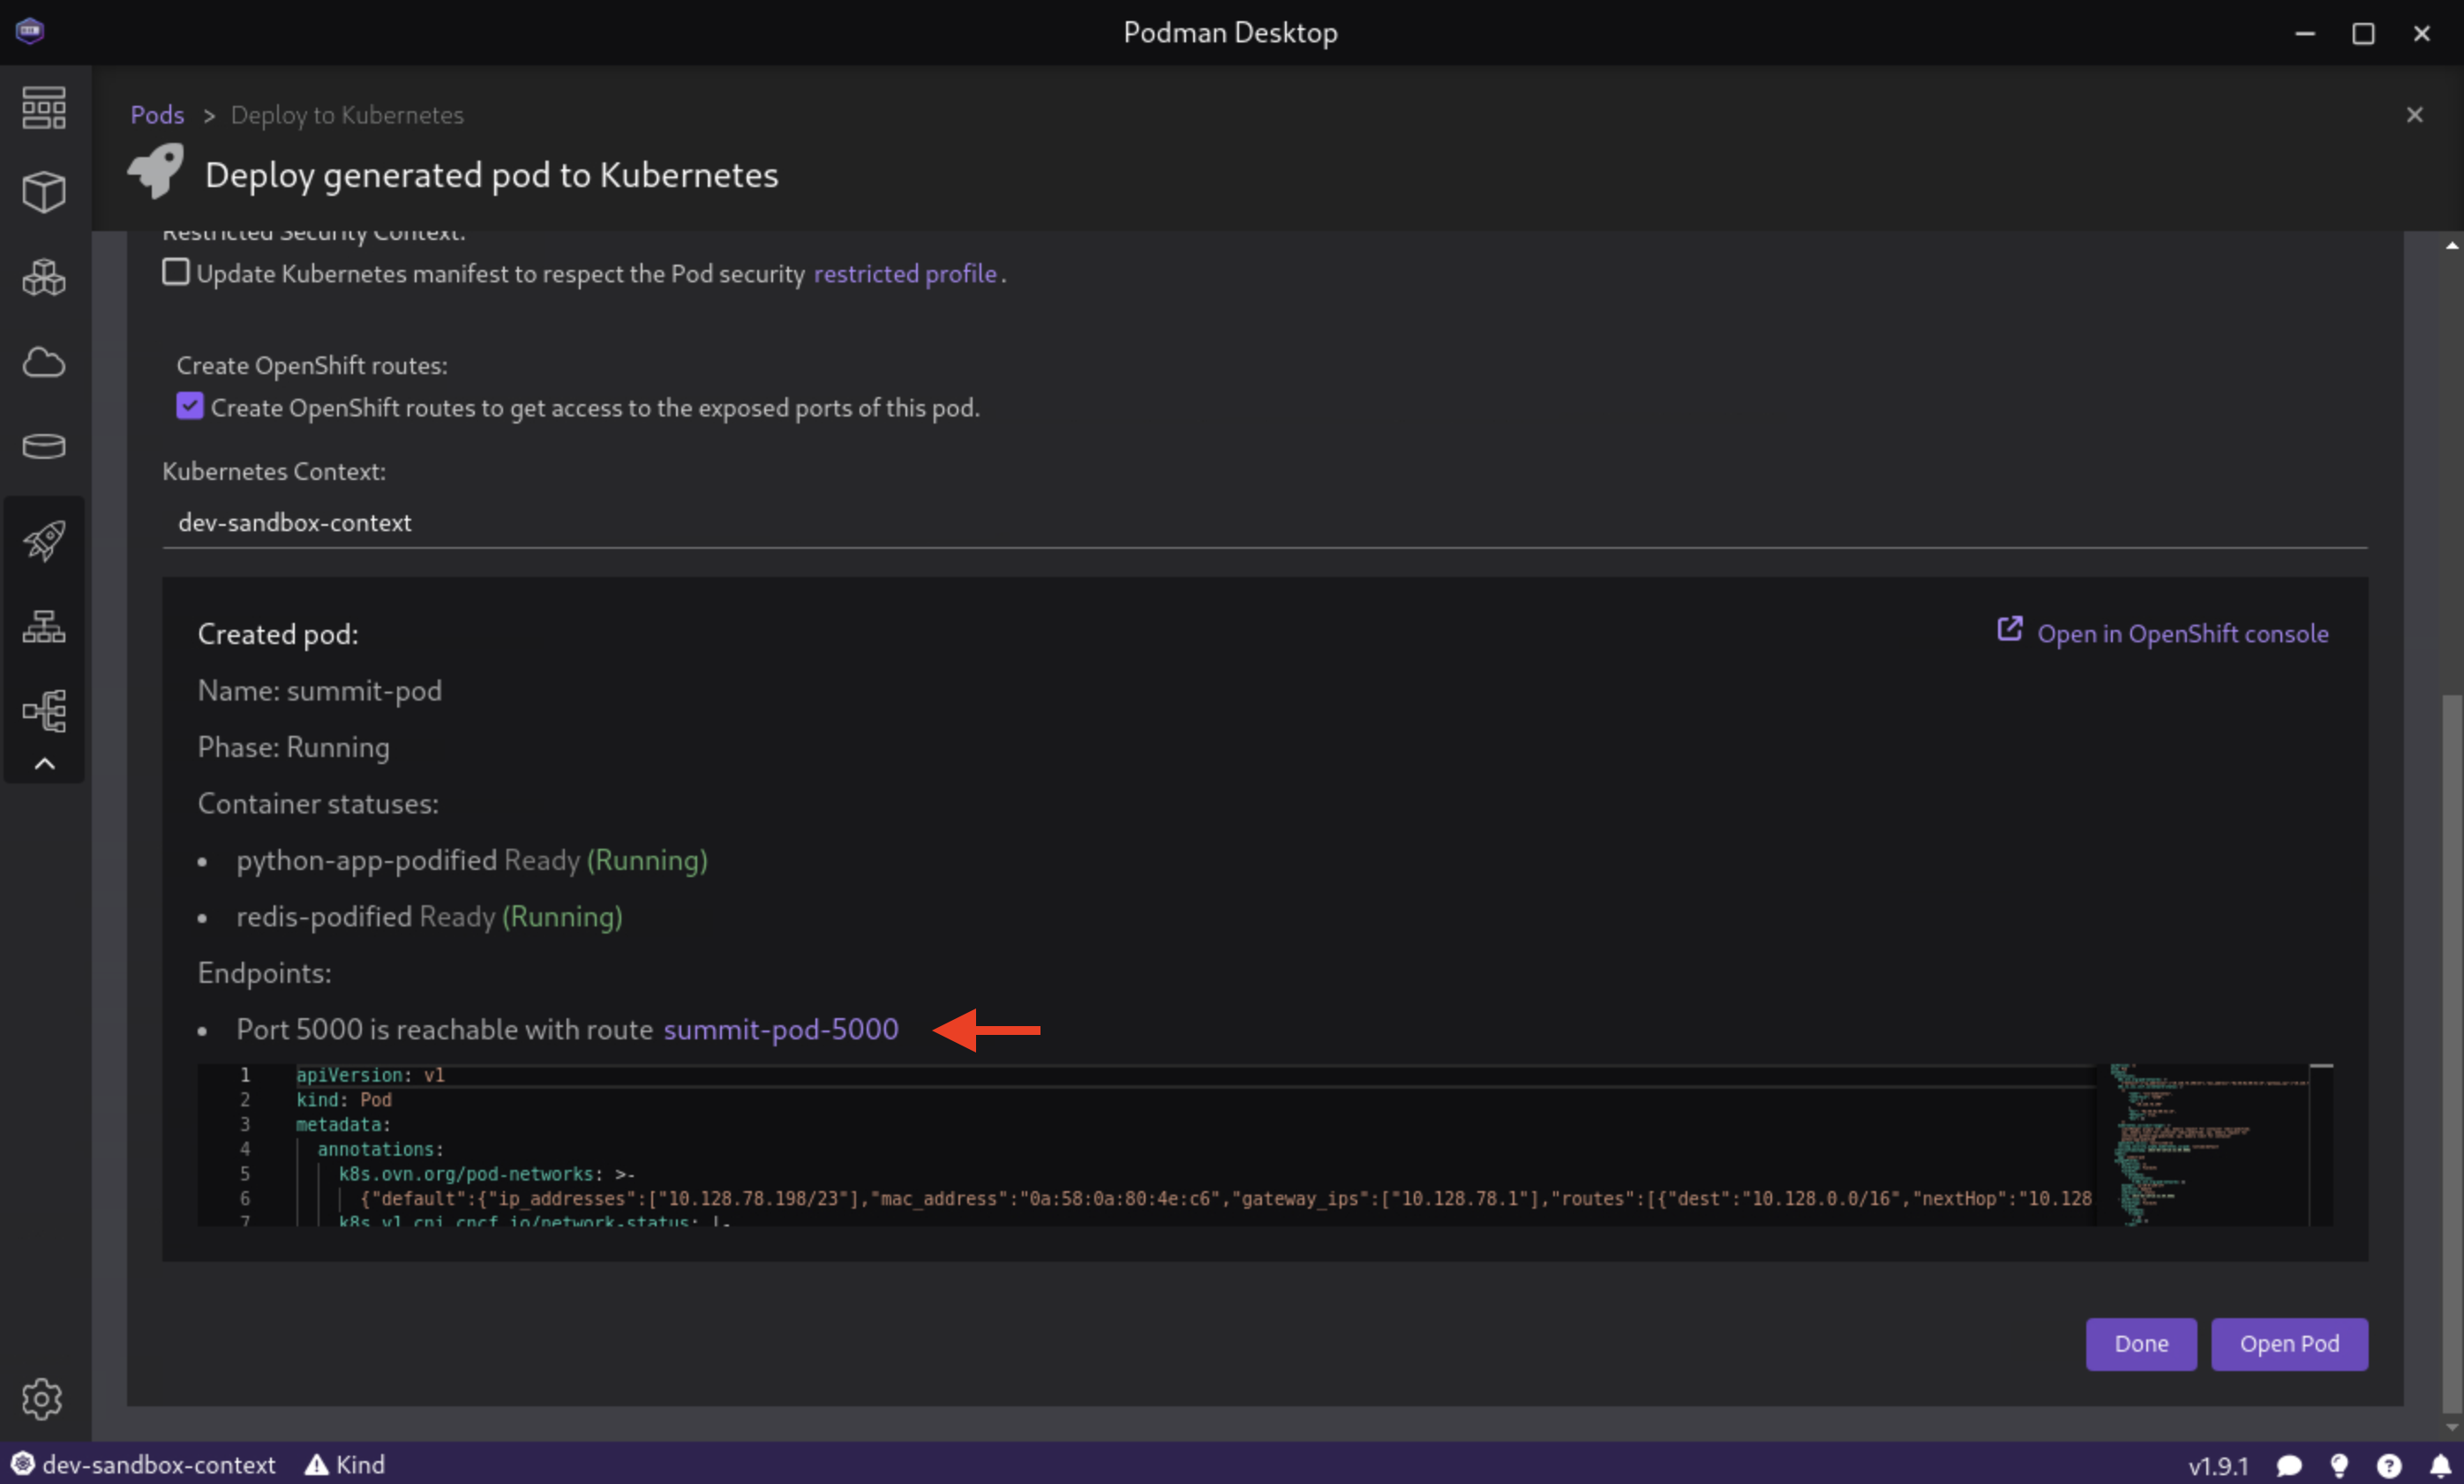 Podman Desktop
Pods > Deploy to Kubernetes
Deploy generated pod to Kubernetes
Restricted Security Context:
Update Kubernetes manifest to respect the Pod security restricted profile.
Create OpenShift routes:
Create OpenShift routes to get access to the exposed ports of this pod.
Kubernetes Context:
dev-sandbox-context
Created pod:
Open in OpenShift console
Name: summit-pod
Phase: Running
Container statuses:
• python-app-podified Ready (Running)
• redis-podified Ready (Running)
Endpoints:
• Port 5000 is reachable with route summit-pod-5000
1 apiVersion: v1
2 kind: Pod
3 metadata:
4 annotations:
5 k8s.ovn.org/pod-networks: >-
6 {"default":{"ip_addresses":["10.128.78.198/23"],"mac_address":"0a:58:0a:80:4e:c6","gateway_ips":["10.128.78.1"],"routes":[{"dest":"10.128.0.0/16","nextHop":"10.128
7 k8s.v1.cni.cncf.io/network-status: |-
Done
Open Pod
dev-sandbox-context
Kind
v1.9.1